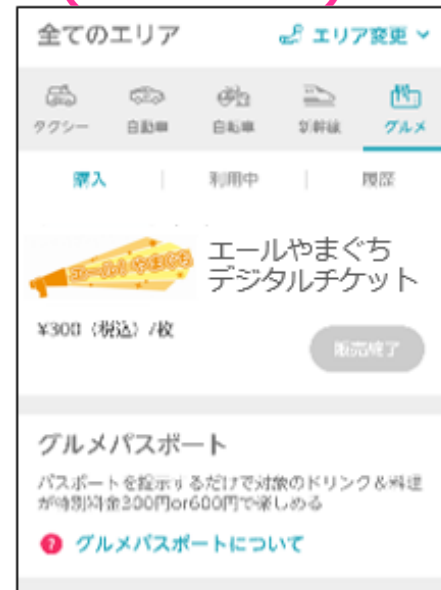 全てのエリア
エリア変更
タクシー 自動車 自転車 新幹線 グルメ
購入 利用中 履歴
エール!やまぐち
エールやまぐち
デジタルチケット
¥300（税込）/枚
販売終了
グルメパスポート
パスポートを提示するだけで対象のドリンク&料理
が特別料金300円or600円で楽しめる
? グルメパスポートについて